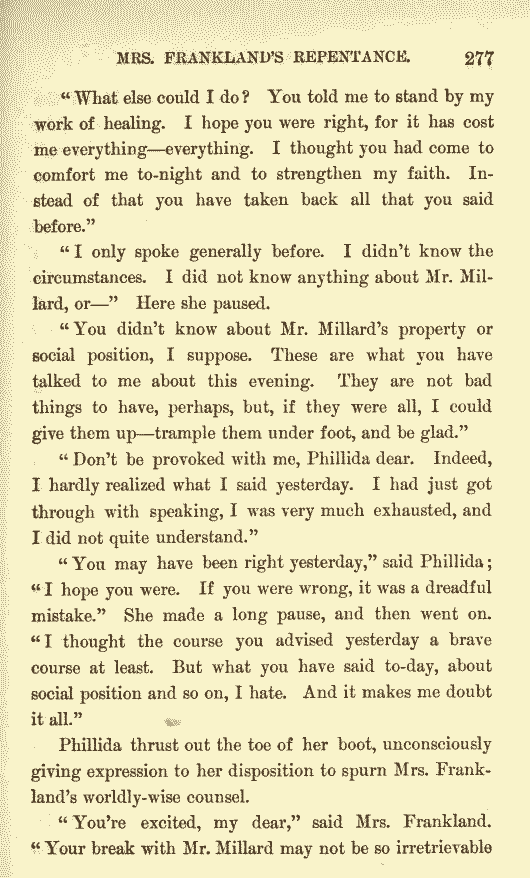 MRS. FRANKLAND'S REPENTANCE. 277
“What else could I do? You told me to stand by my
work of healing. I hope you were right, for it has cost
me everything—everything. I thought you had come to
comfort me to-night and to strengthen my faith. In-
stead of that you have taken back all that you said
before.”
“I only spoke generally before. I didn't know the
circumstances. I did not know anything about Mr. Mil-
lard, or—” Here she paused.
“You didn't know about Mr. Millard's property or
social position, I suppose. These are what you have
talked to me about this evening. They are not bad
things to have, perhaps, but, if they were all, I could
give them up—trample them under foot, and be glad.”
“Don't be provoked with me, Phillida dear. Indeed,
I hardly realized what I said yesterday. I had just got
through with speaking, I was very much exhausted, and
I did not quite understand.”
“You may have been right yesterday,” said Phillida;
“I hope you were. If you were wrong, it was a dreadful
mistake.” She made a long pause, and then went on.
“I thought the course you advised yesterday a brave
course at least. But what you have said to-day, about
social position and so on, I hate. And it makes me doubt
it all.”
Phillida thrust out the toe of her boot, unconsciously
giving expression to her disposition to spurn Mrs. Frank-
land's worldly-wise counsel.
“You're excited, my dear,” said Mrs. Frankland.
“Your break with Mr. Millard may not be so irretrievable